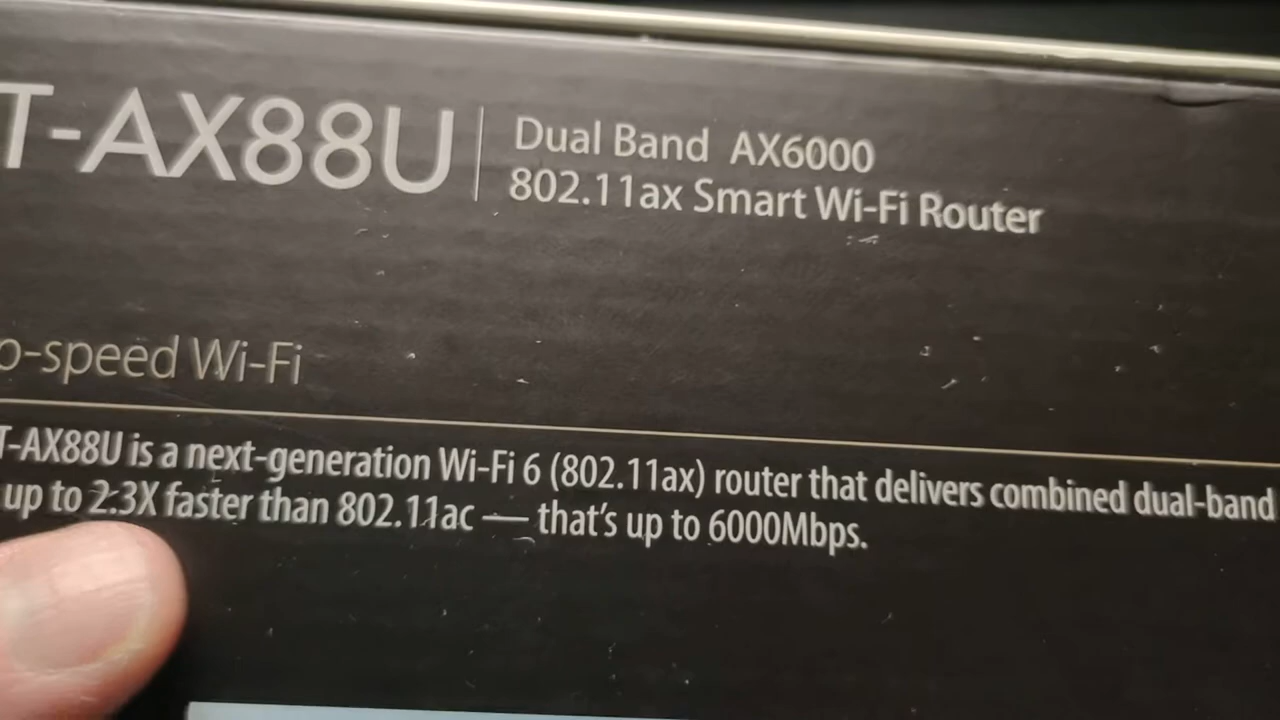 T-AX88U
Dual Band AX6000
802.11ax Smart Wi-Fi Router
o-speed Wi-Fi
T-AX88U is a next-generation Wi-Fi 6 (802.11ax) router that delivers combined dual-band
up to 2.3X faster than 802.11ac — that's up to 6000Mbps.